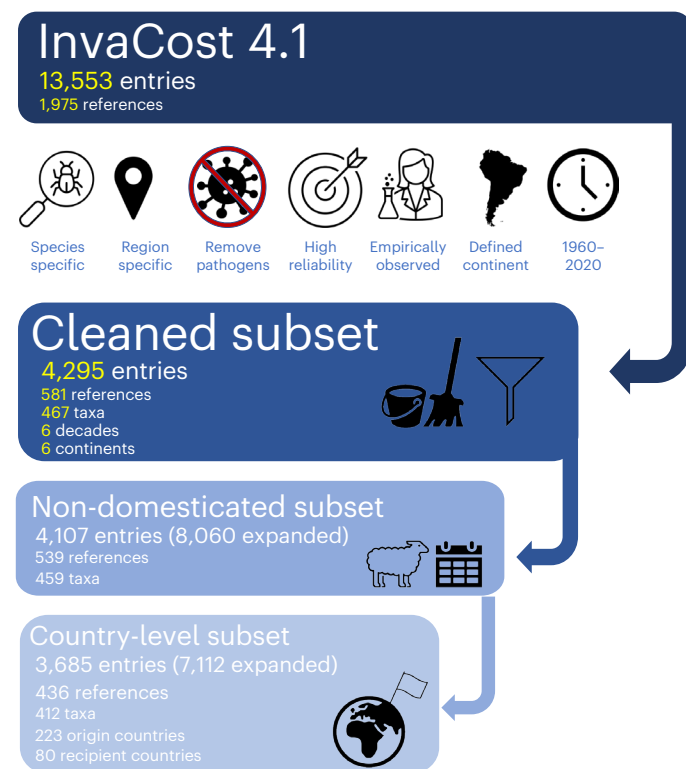 InvaCost 4.1
13,553 entries
1,975 references
Species specific
Region specific
Remove pathogens
High reliability
Empirically observed
Defined continent
1960–2020
Cleaned subset
4,295 entries
581 references
467 taxa
6 decades
6 continents
Non-domesticated subset
4,107 entries (8,060 expanded)
539 references
459 taxa
Country-level subset
3,685 entries (7,112 expanded)
436 references
412 taxa
223 origin countries
80 recipient countries